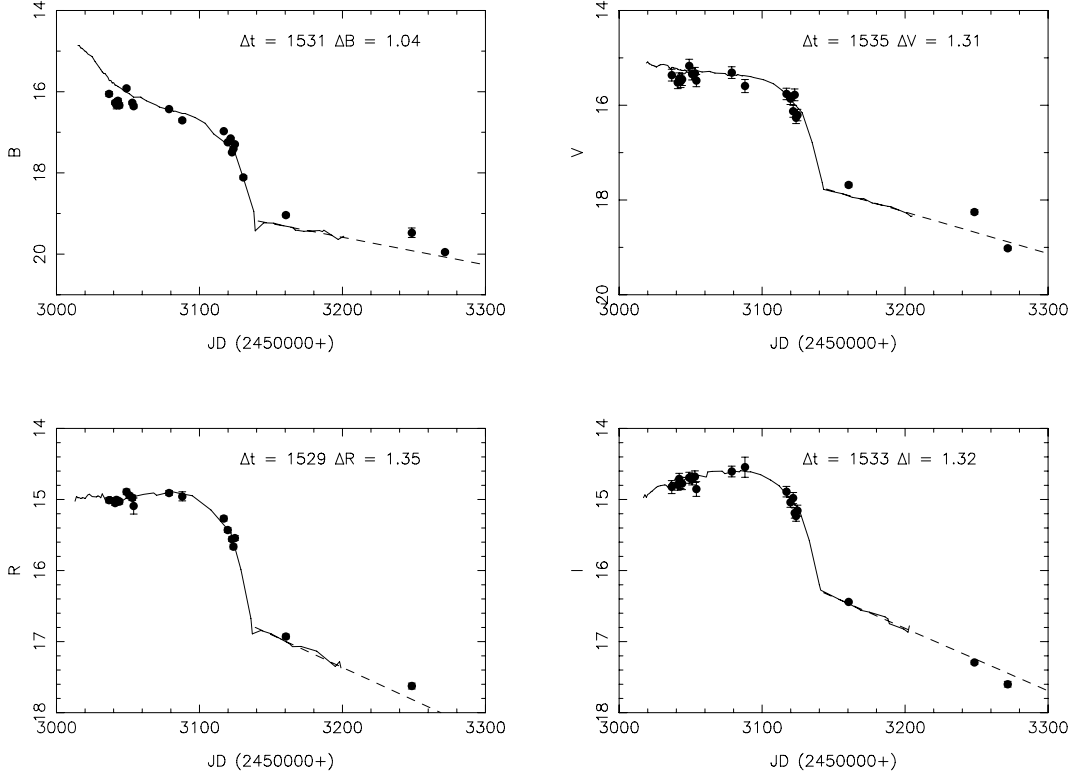 14
16
18
20
B
Δt = 1531 ΔB = 1.04
3000
3100
3200
3300
JD (2450000+)
14
16
18
20
V
Δt = 1535 ΔV = 1.31
3000
3100
3200
3300
JD (2450000+)
14
15
16
17
18
R
Δt = 1529 ΔR = 1.35
3000
3100
3200
3300
JD (2450000+)
14
15
16
17
18
I
Δt = 1533 ΔI = 1.32
3000
3100
3200
3300
JD (2450000+)